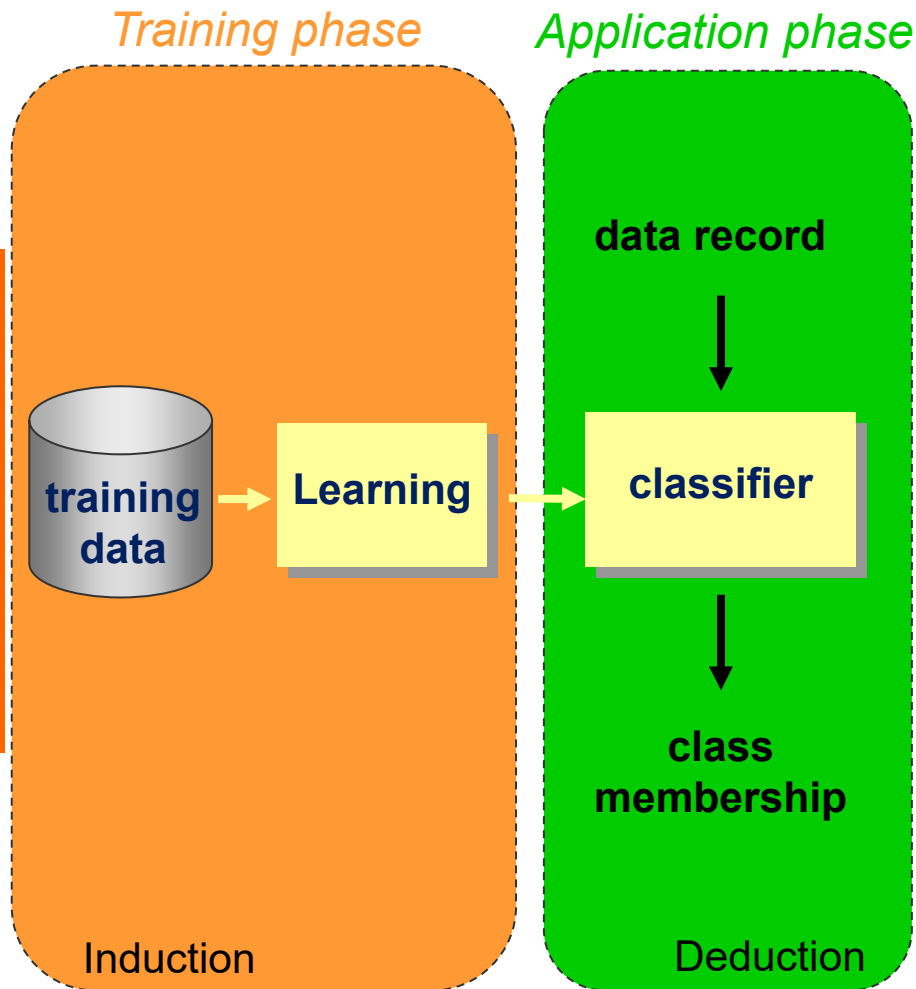 Training phase
Application phase
data record
training
data
Learning
classifier
class
membership
Induction
Deduction